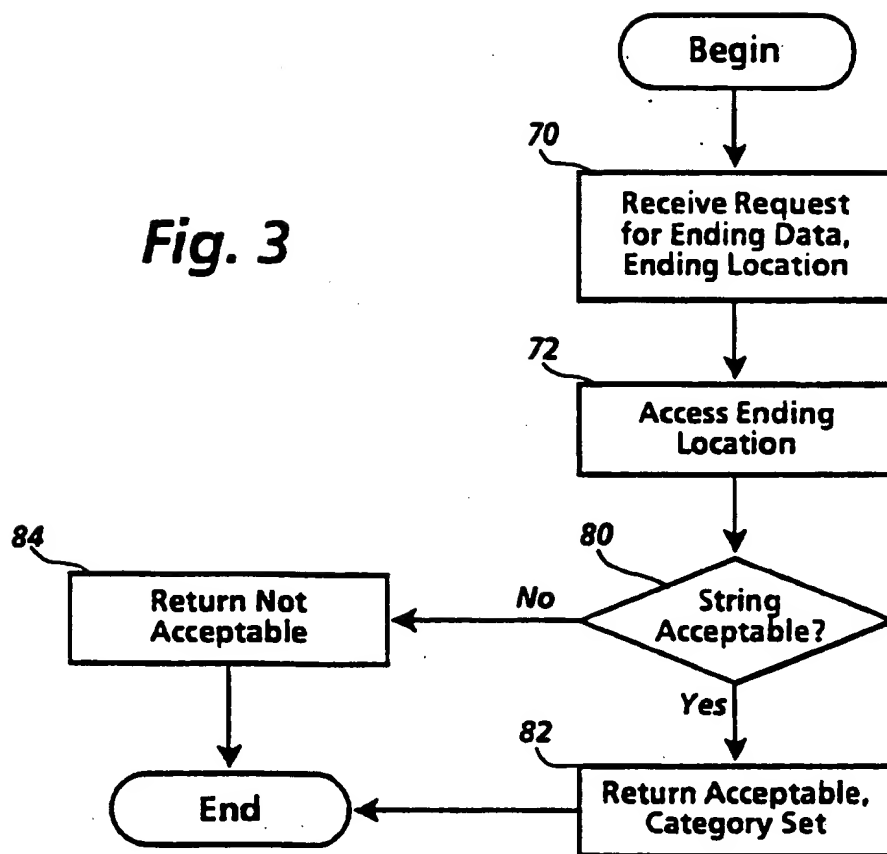 Begin
70
Receive Request
for Ending Data,
Ending Location
Fig. 3
72
Access Ending
Location
80
String
Acceptable?
No
84
Return Not
Acceptable
Yes
82
Return Acceptable,
Category Set
End